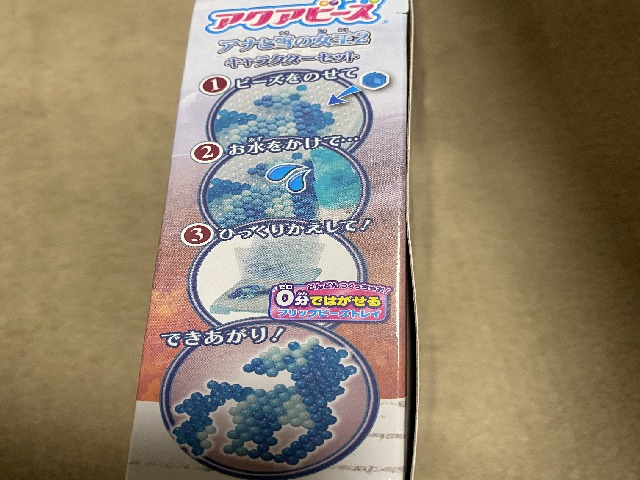 アクアビーズ
アナと雪の女王2
キャラクターセット
1 ビーズをのせて
2 お水をかけて…
3 ひっくりかえして!
0分ではがせる
フリップビーズトレイ
できあがり!